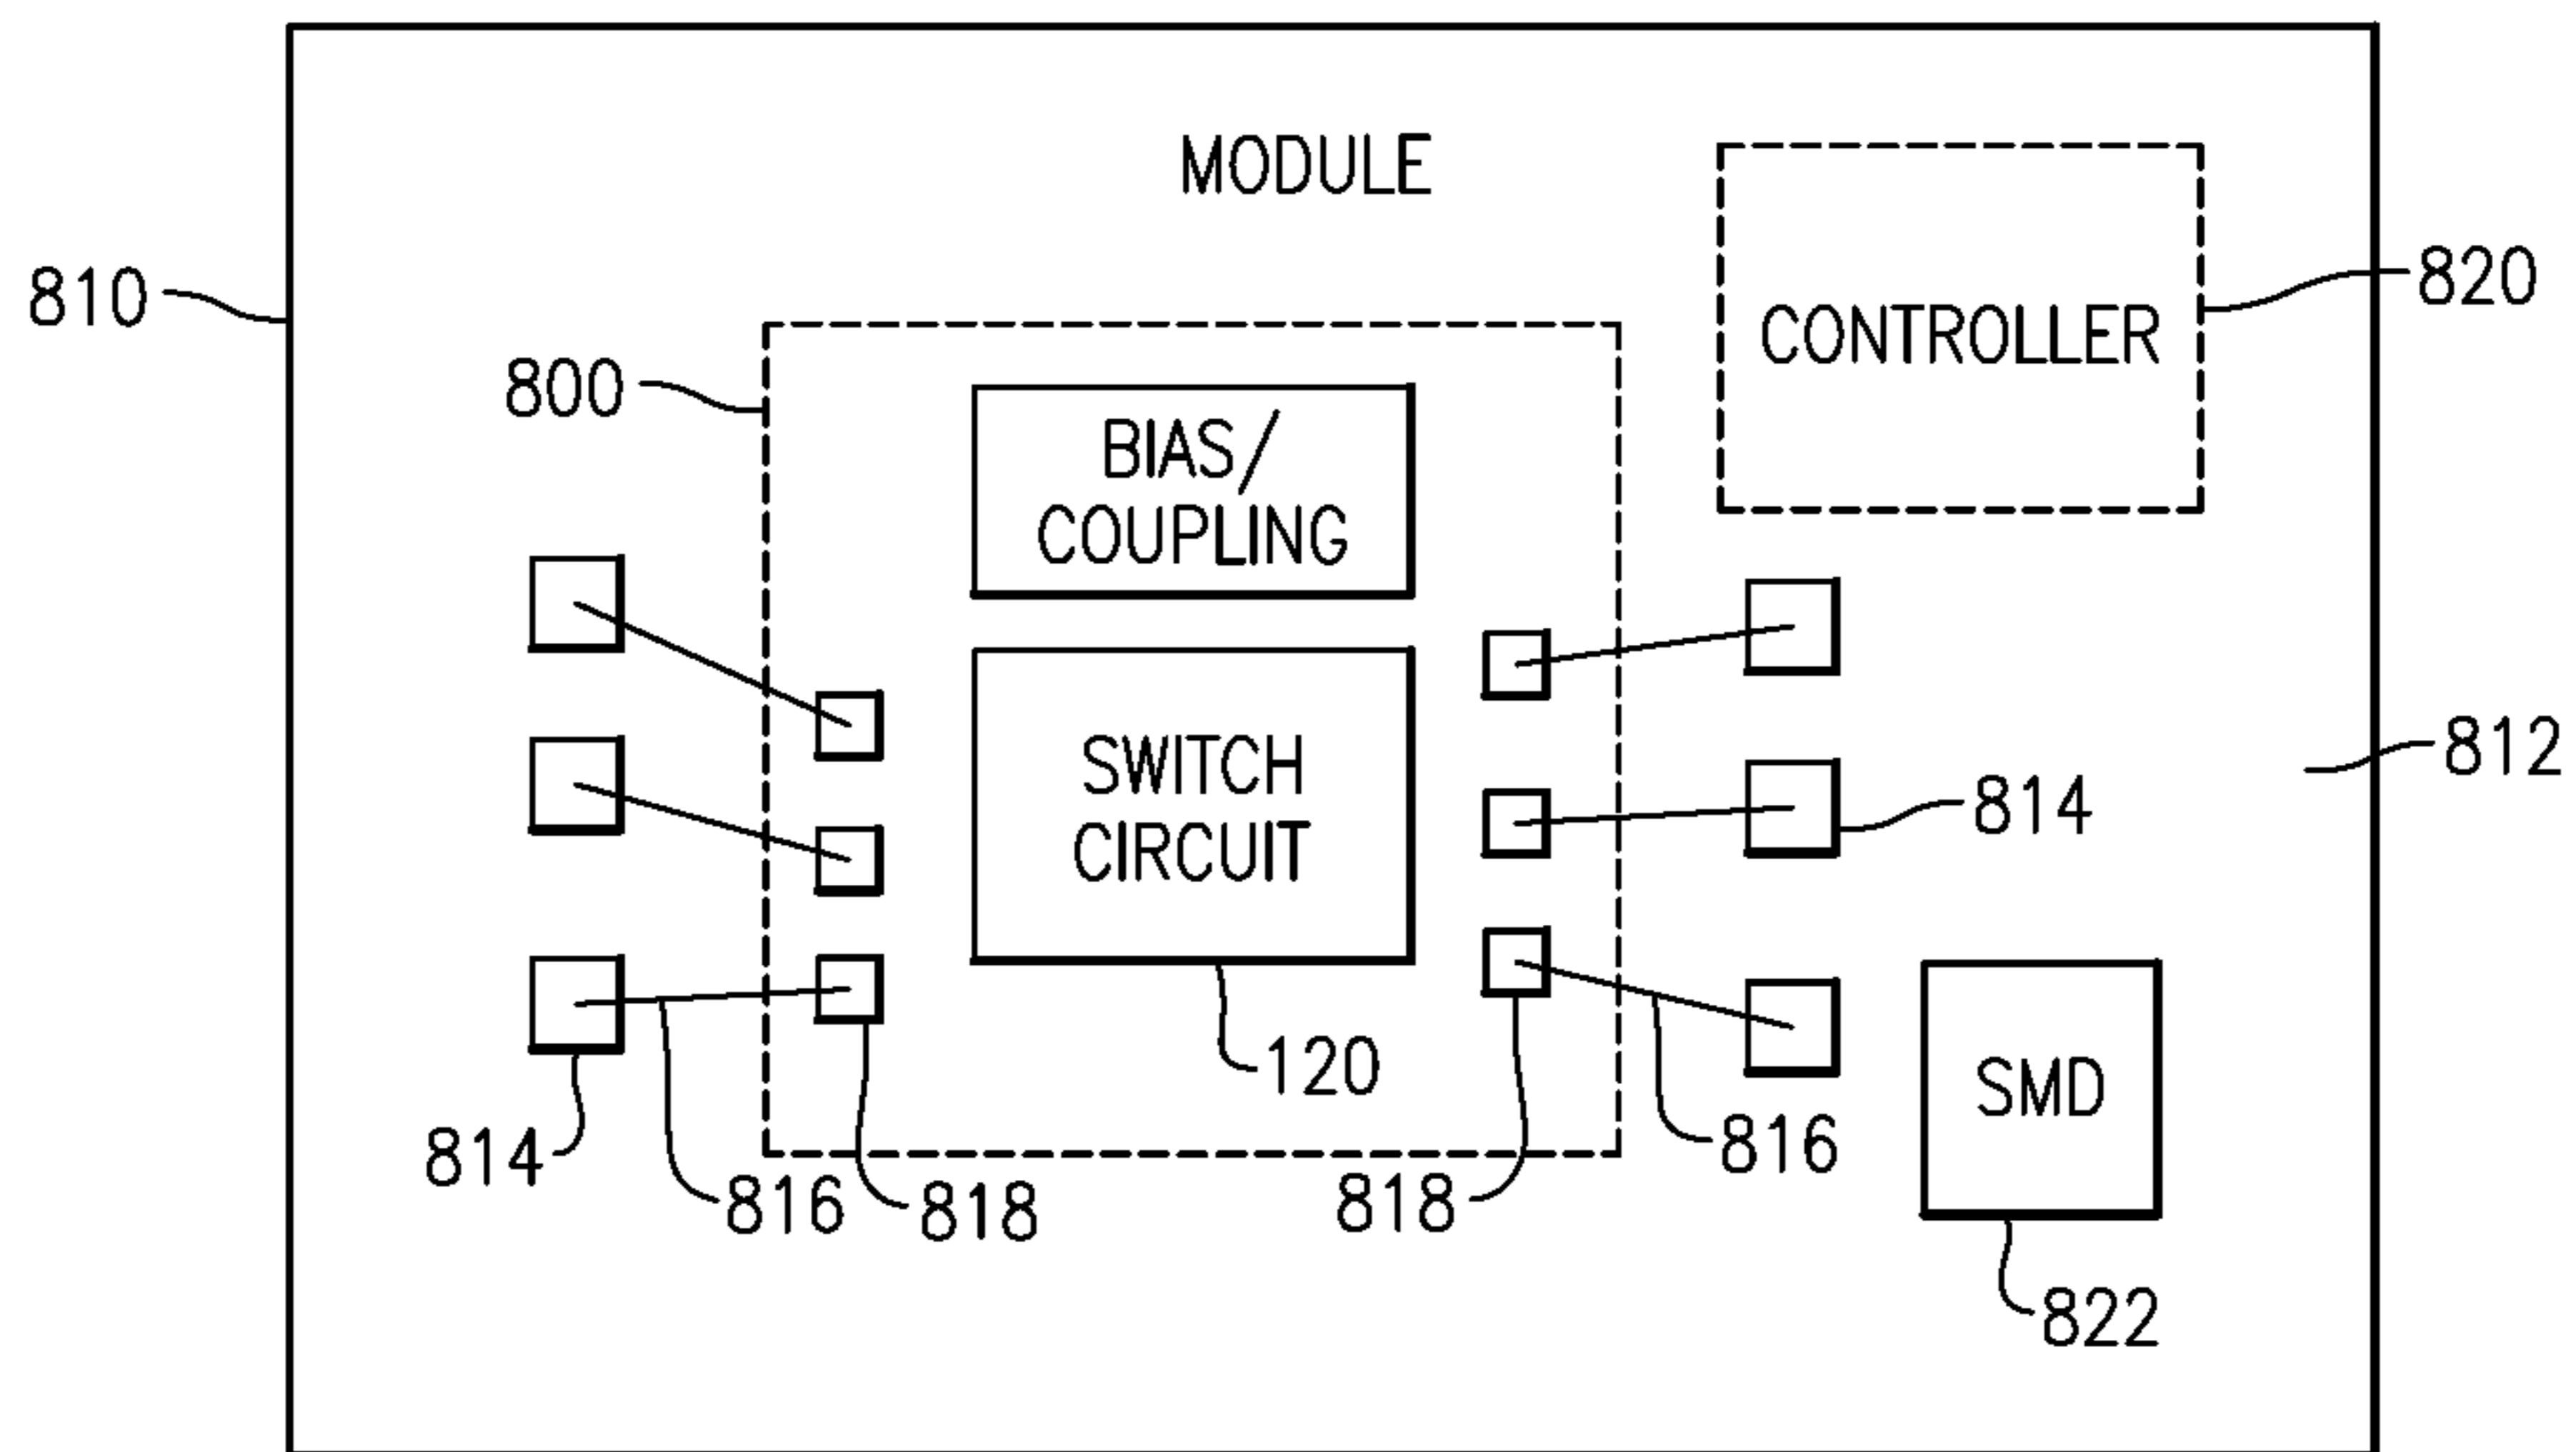 MODULE
810
820
CONTROLLER
800
BIAS/
COUPLING
812
SWITCH
CIRCUIT
814
120
SMD
814
816
818
818
816
822